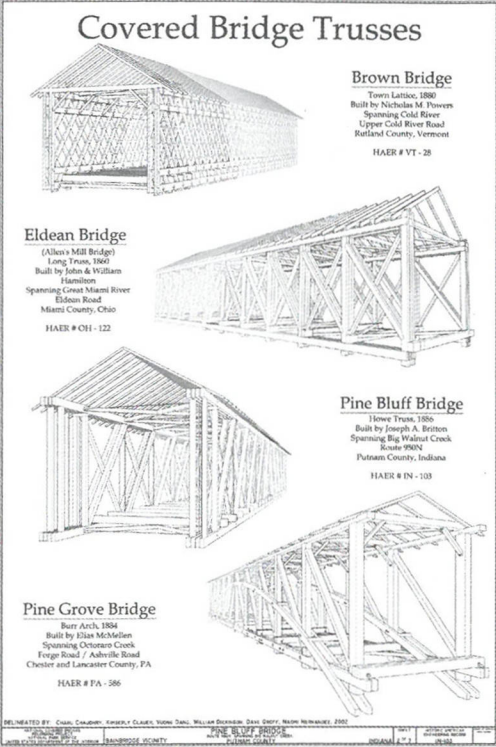 Covered Bridge Trusses
Brown Bridge
Town Lattice, 1880
Built by Nicholas M. Powers
Spanning Cold River
Upper Cold River Road
Rutland County, Vermont
HAER # VT - 28
Eldean Bridge
(Allen's Mill Bridge)
Long Truss, 1860
Built by John & William
Hamilton
Spanning Great Miami River
Eldean Road
Miami County, Ohio
HAER # OH - 122
Pine Bluff Bridge
Howe Truss, 1886
Built by Joseph A. Britton
Spanning Big Walnut Creek
Route 950N
Putnam County, Indiana
HAER # IN - 103
Pine Grove Bridge
Burr Arch, 1884
Built by Elias McMellen
Spanning Octoraro Creek
Forge Road / Ashville Road
Chester and Lancaster County, PA
HAER # PA - 586
DELINEATED BY:
BAINBRIDGE VICINITY
PINE BLUFF BRIDGE
PUTNAM COUNTY
INDIANA